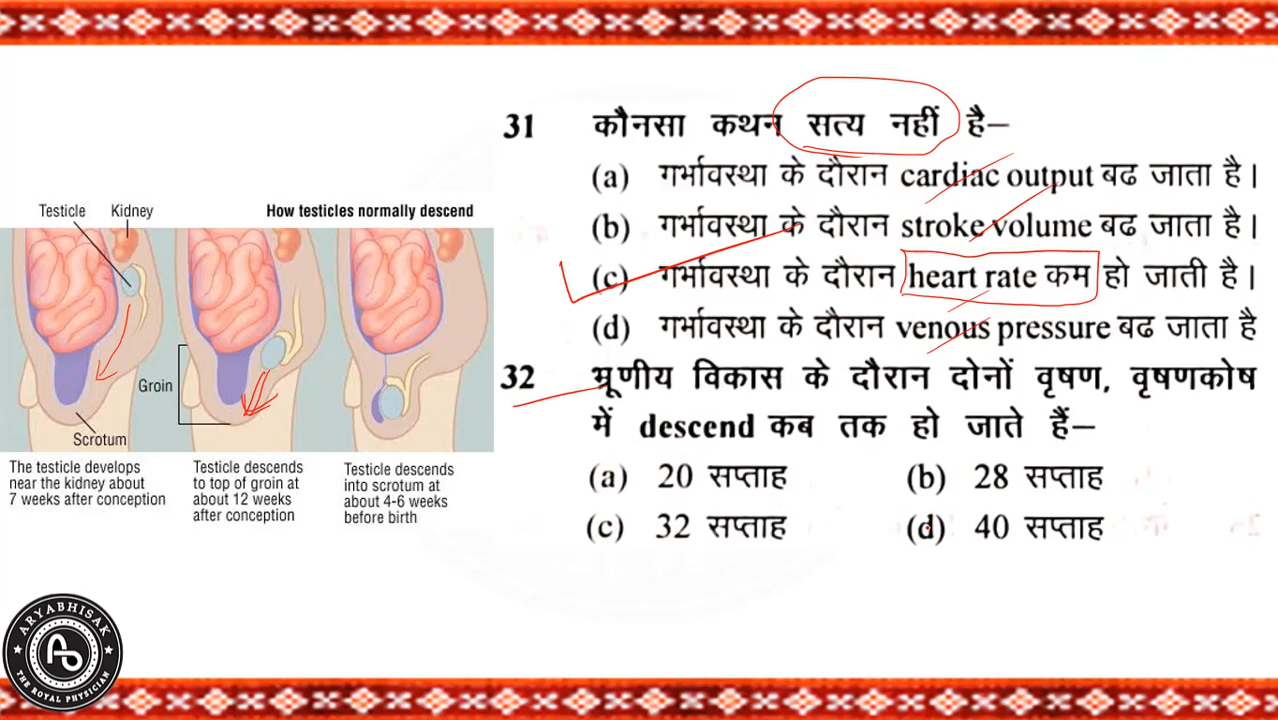 Testicle Kidney How testicles normally descend
Groin
Scrotum
The testicle develops
near the kidney about
7 weeks after conception
Testicle descends
to top of groin at
about 12 weeks
after conception
Testicle descends
into scrotum at
about 4-6 weeks
before birth
31 कौनसा कथन सत्य नहीं है–
(a) गर्भावस्था के दौरान cardiac output बढ जाता है।
(b) गर्भावस्था के दौरान stroke volume बढ जाता है।
(c) गर्भावस्था के दौरान heart rate कम हो जाती है।
(d) गर्भावस्था के दौरान venous pressure बढ जाता है
32 भ्रूणीय विकास के दौरान दोनों वृषण, वृषणकोष
में descend कब तक हो जाते हैं–
(a) 20 सप्ताह (b) 28 सप्ताह
(c) 32 सप्ताह (d) 40 सप्ताह
ARYABHISAK
THE ROYAL PHYSICIAN